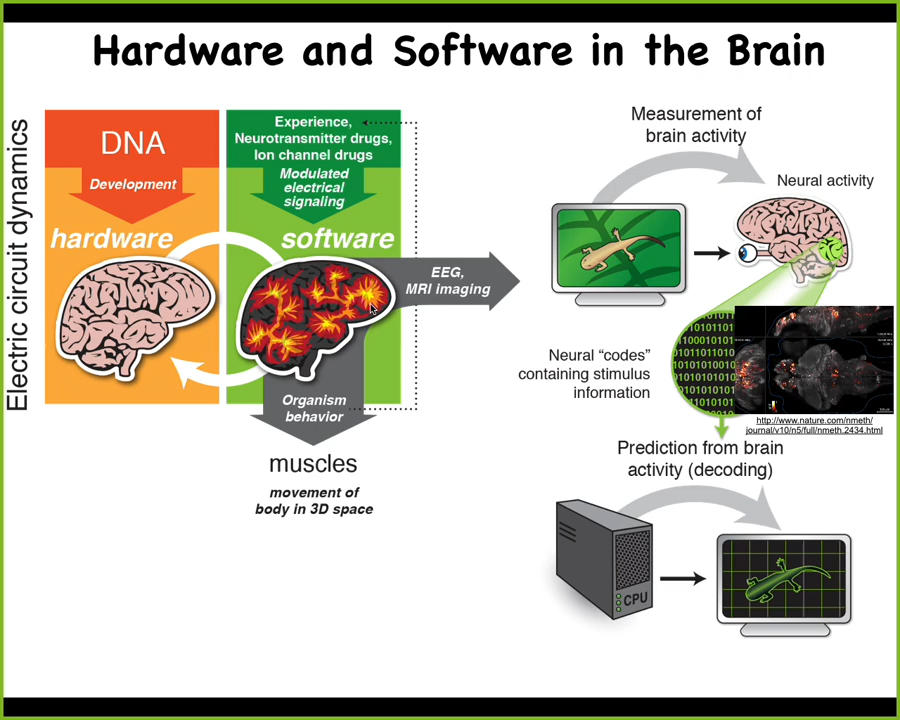 Hardware and Software in the Brain
Electric circuit dynamics
DNA
Development
hardware
Experience,
Neurotransmitter drugs,
Ion channel drugs
Modulated
electrical
signaling
software
EEG,
MRI imaging
Organism
behavior
muscles
movement of
body in 3D space
Measurement of
brain activity
Neural activity
Neural “codes”
containing stimulus
information
http://www.nature.com/nmeth/
journal/v10/n5/full/nmeth.2434.html
Prediction from brain
activity (decoding)
CPU